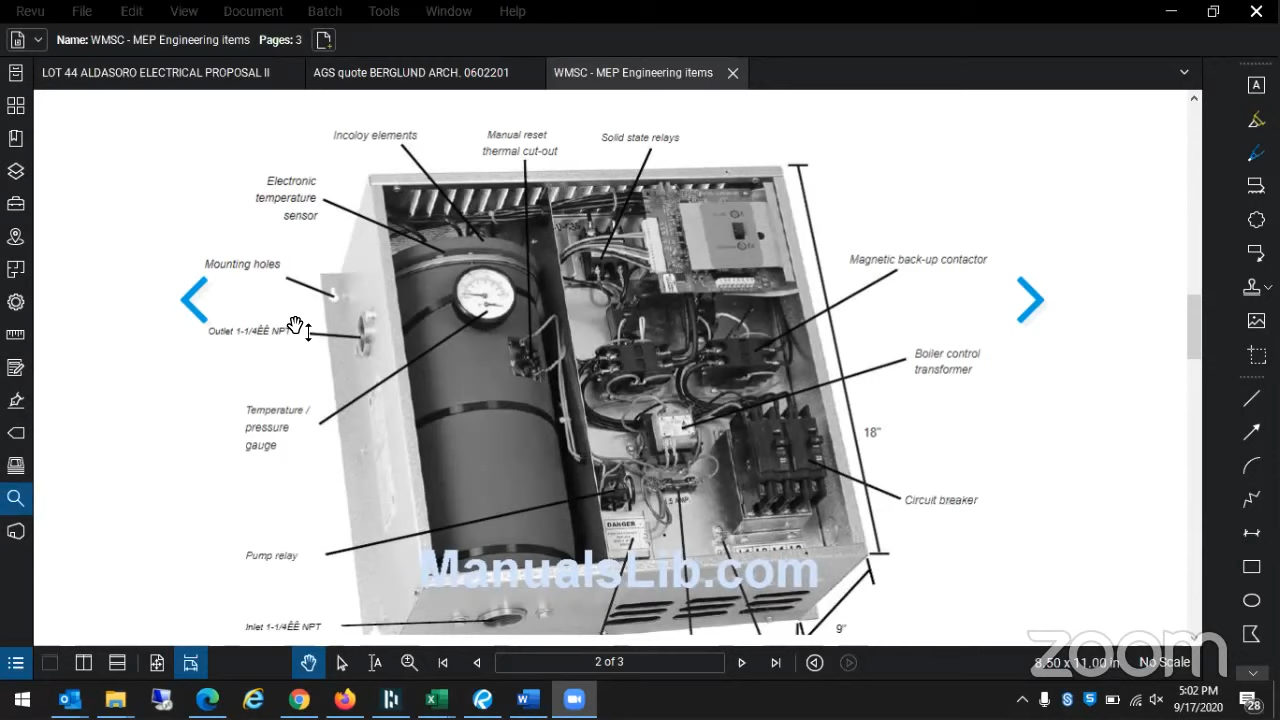 Revu File Edit View Document Batch Tools Window Help
Name: WMSC - MEP Engineering items Pages: 3
LOT 44 ALDASORO ELECTRICAL PROPOSAL II
AGS quote BERGLUND ARCH. 0602201
WMSC - MEP Engineering items
Incoloy elements
Manual reset
thermal cut-out
Solid state relays
Electronic
temperature
sensor
Mounting holes
Magnetic back-up contactor
Outlet 1-1/4ÊÊ NPT
Boiler control
transformer
Temperature /
pressure
gauge
18"
Circuit breaker
DANGER
Pump relay
ManualsLib.com
Inlet 1-1/4ÊÊ NPT
9"
zoom
2 of 3
8.50 x 11.00 in
No Scale
5:02 PM
9/17/2020
28